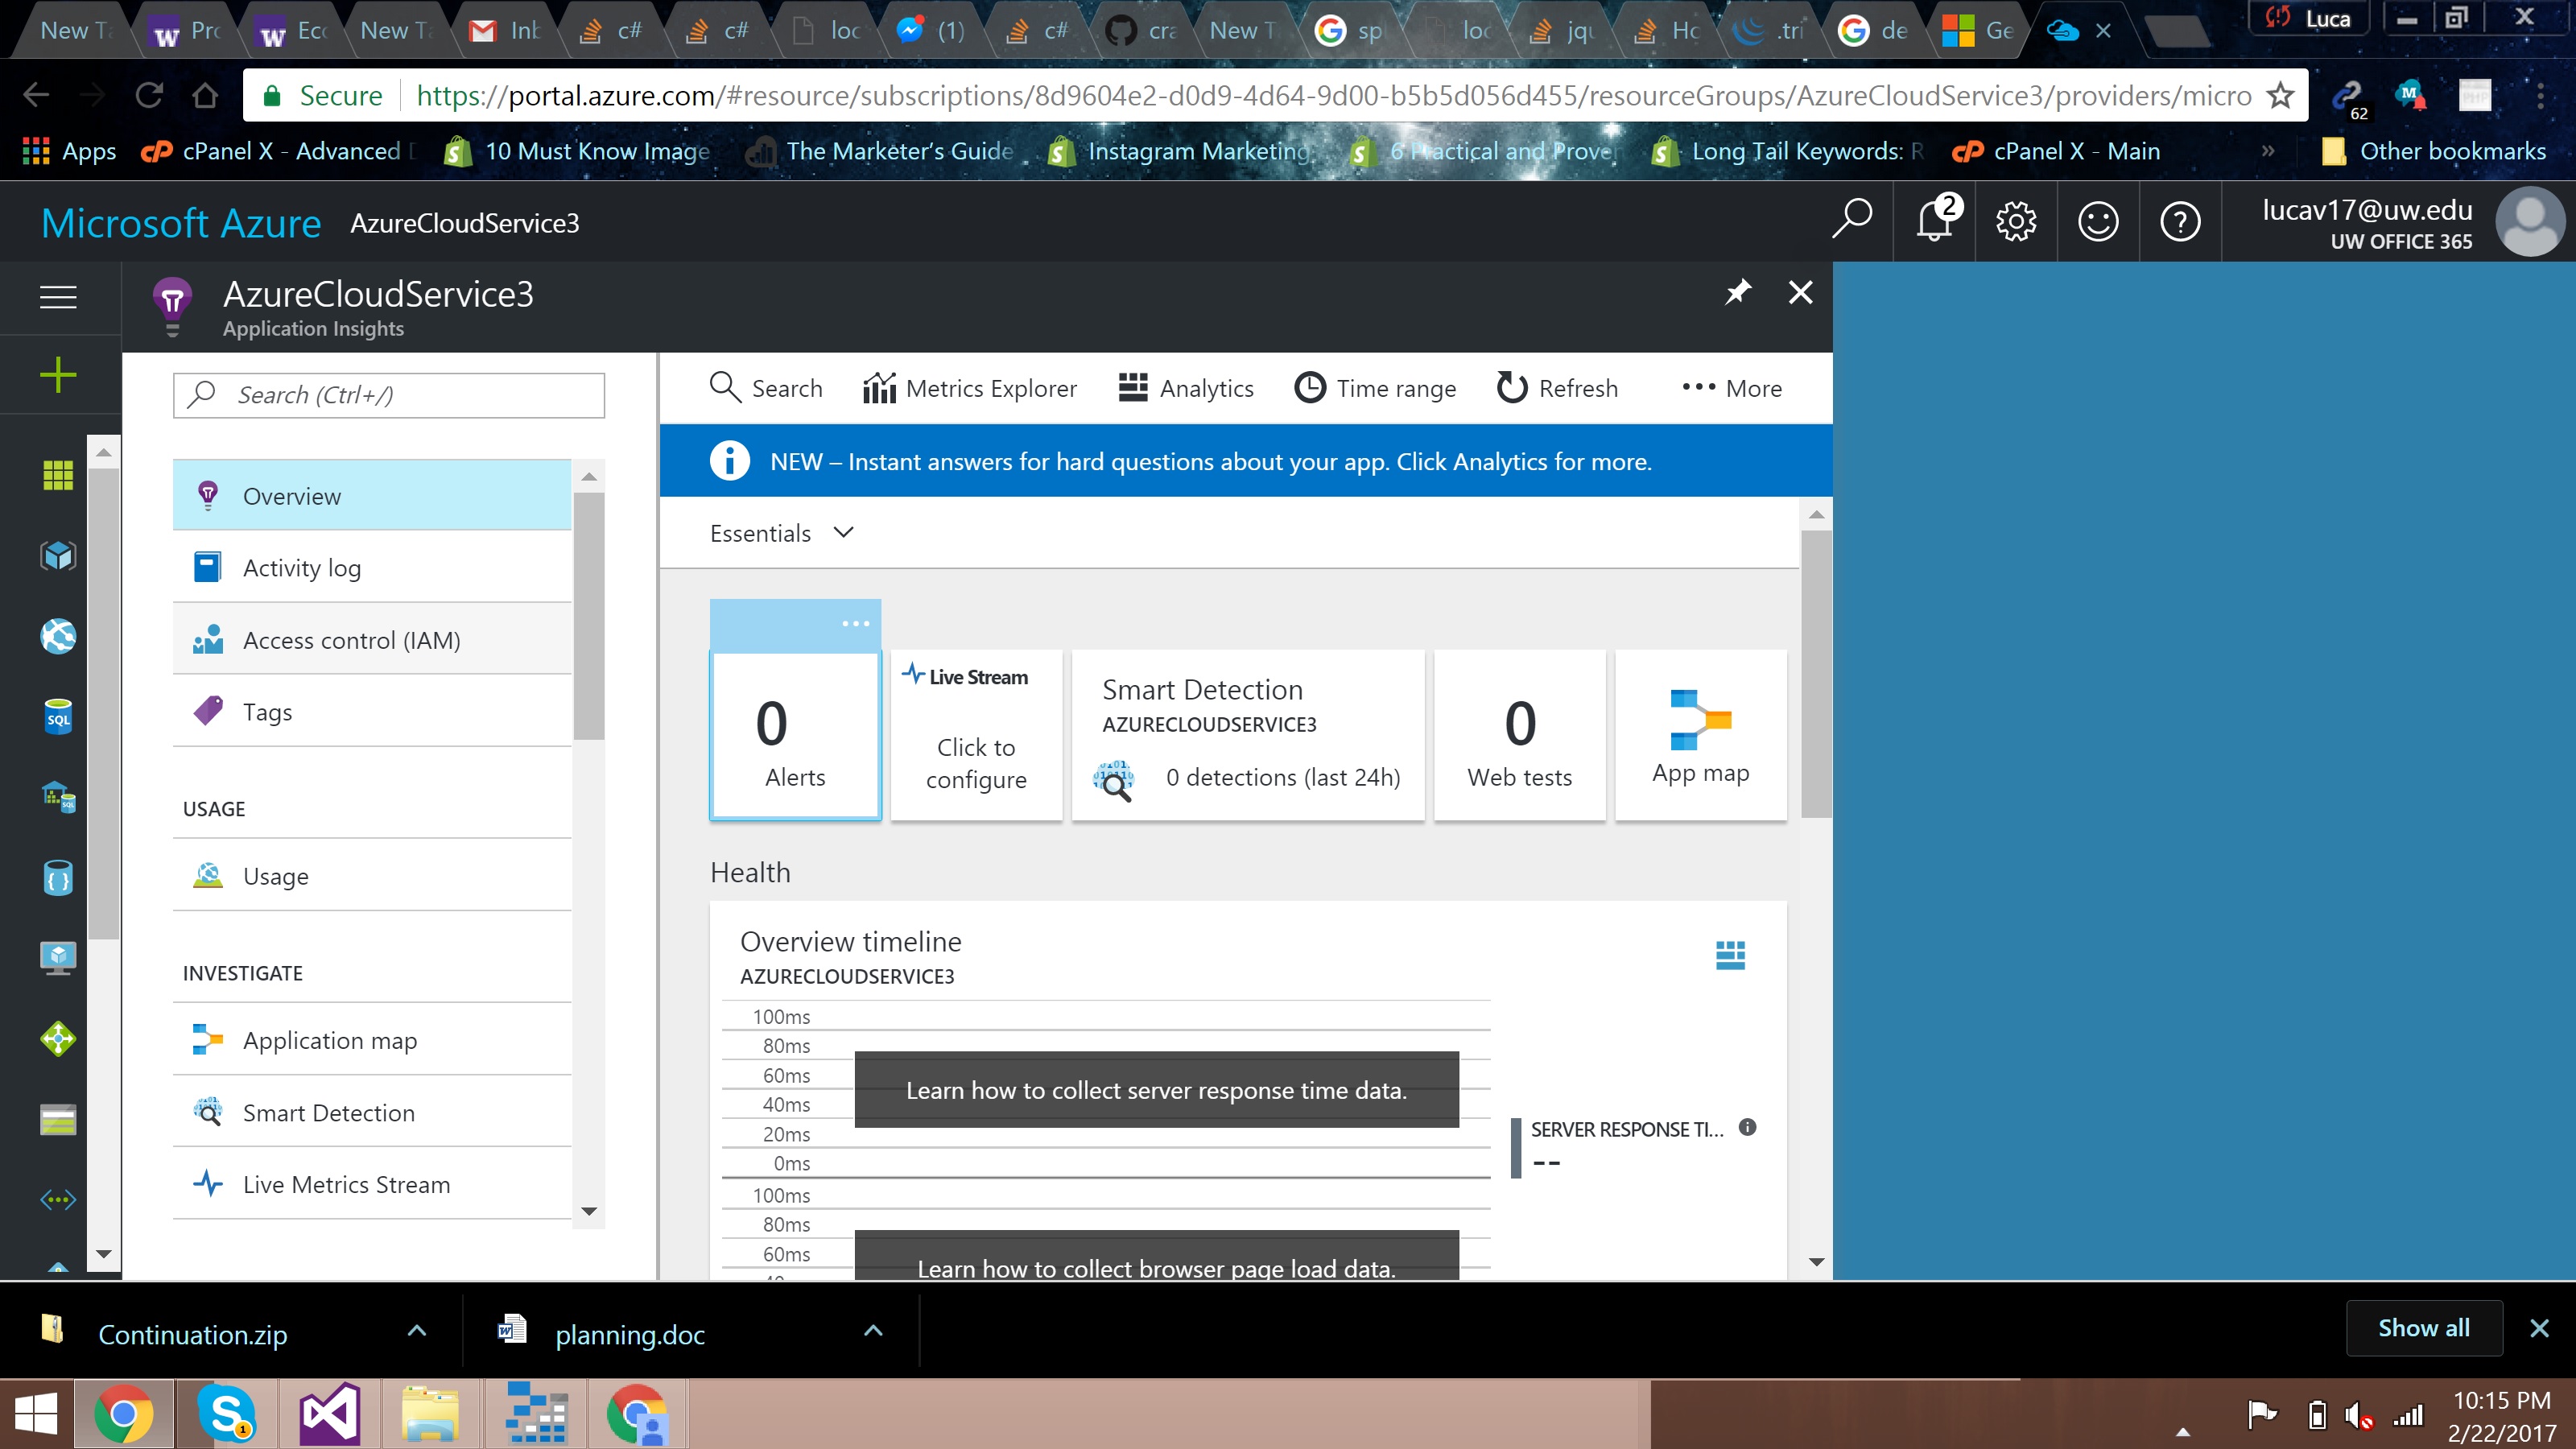 New Ta
Pro
Eco
New Ta
Inb
c#
c#
loc
(1)
c#
cra
New T
sp
loc
jqu
Ho
.tri
de
Ge
Luca
Secure
https://portal.azure.com/#resource/subscriptions/8d9604e2-d0d9-4d64-9d00-b5b5d056d455/resourceGroups/AzureCloudService3/providers/micro
62
Apps
cPanel X - Advanced
10 Must Know Image
The Marketer's Guide
Instagram Marketing
6 Practical and Prove
Long Tail Keywords: R
cPanel X - Main
»
Other bookmarks
Microsoft Azure
AzureCloudService3
2
lucav17@uw.edu
UW OFFICE 365
AzureCloudService3
Application Insights
Search (Ctrl+/)
Overview
Activity log
Access control (IAM)
Tags
USAGE
Usage
INVESTIGATE
Application map
Smart Detection
Live Metrics Stream
SQL
SQL
Search
Metrics Explorer
Analytics
Time range
Refresh
More
NEW – Instant answers for hard questions about your app. Click Analytics for more.
Essentials
0
Alerts
Live Stream
Click to
configure
Smart Detection
AZURECLOUDSERVICE3
0 detections (last 24h)
0
Web tests
App map
Health
Overview timeline
AZURECLOUDSERVICE3
100ms
80ms
60ms
40ms
20ms
0ms
Learn how to collect server response time data.
SERVER RESPONSE TI...
--
100ms
80ms
60ms
Learn how to collect browser page load data.
Continuation.zip
planning.doc
Show all
1
10:15 PM
2/22/2017